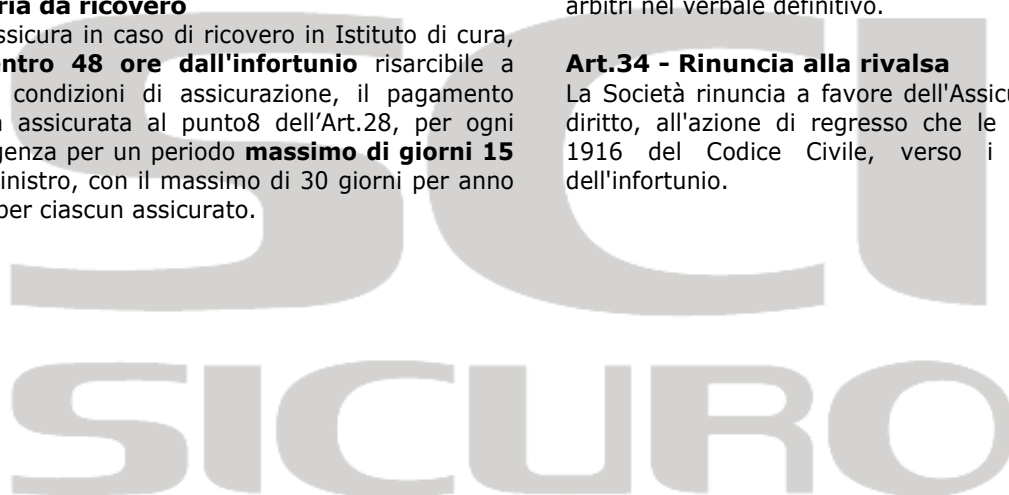 ria da ricovero
ssicura in caso di ricovero in Istituto di cura,
entro 48 ore dall'infortunio risarcibile a
condizioni di assicurazione, il pagamento
assicurata al punto8 dell'Art.28, per ogni
genza per un periodo massimo di giorni 15
inistro, con il massimo di 30 giorni per anno
per ciascun assicurato.
arbitri nel verbale definitivo.
Art.34 - Rinuncia alla rivalsa
La Società rinuncia a favore dell'Assicu
diritto, all'azione di regresso che le
1916 del Codice Civile, verso i
dell'infortunio.
SCI
SICURO